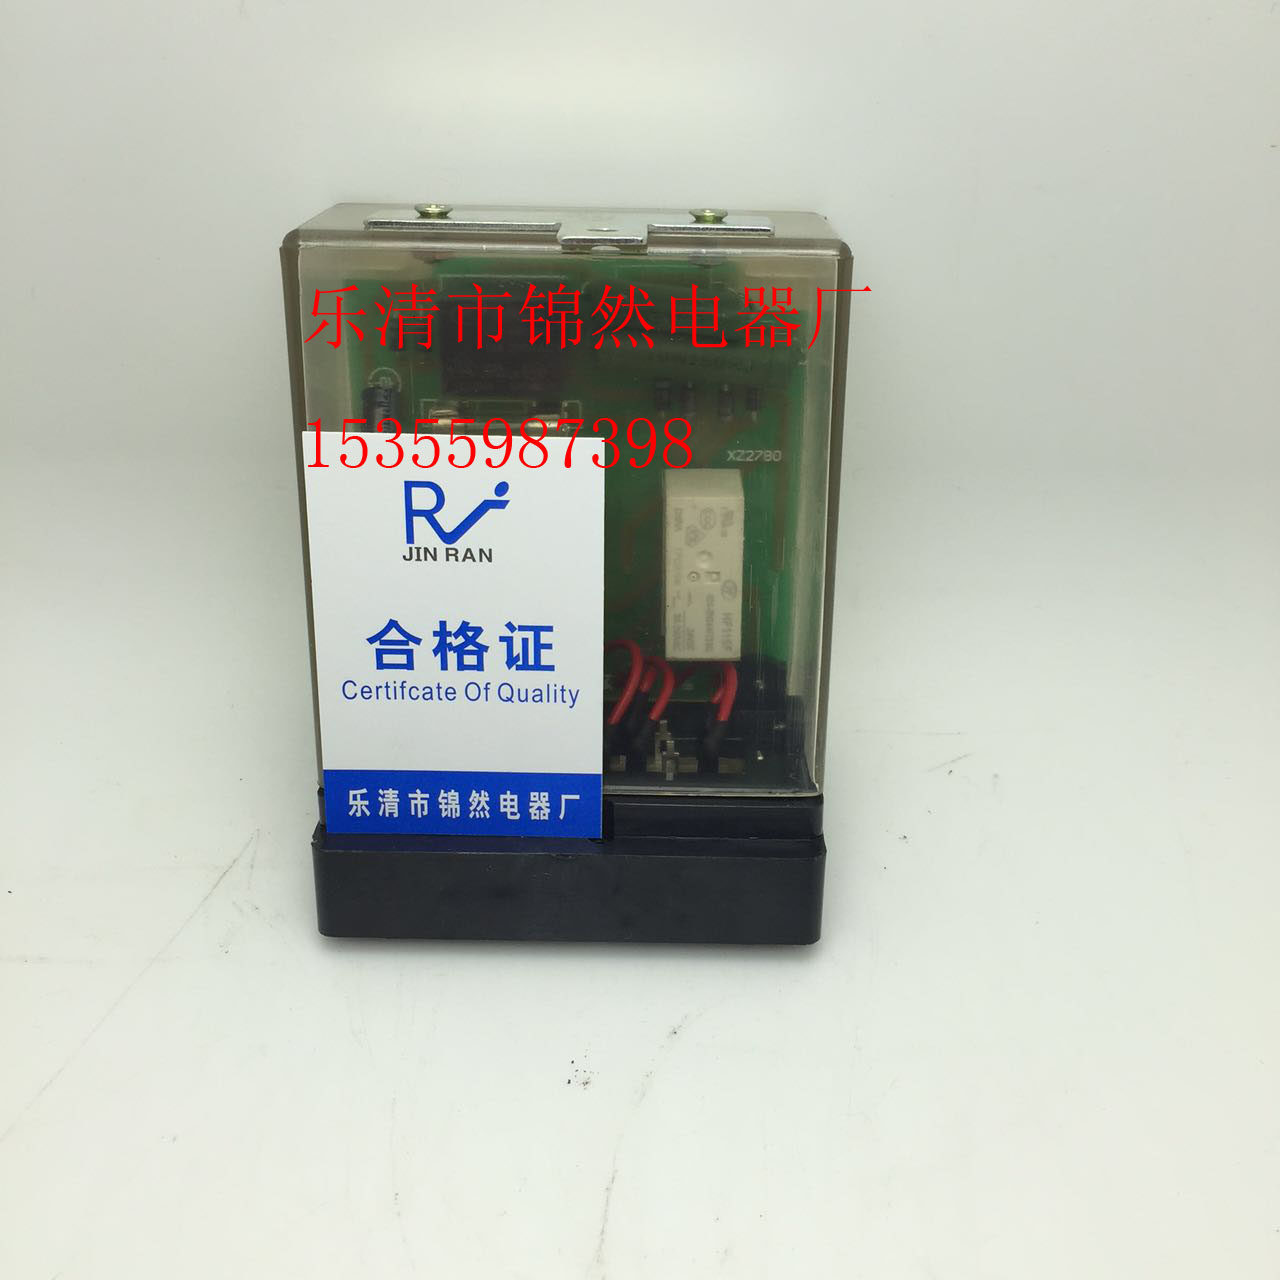 乐清市锦然电器厂
15355987398
XZ2780
JIN RAN
合格证
Certifcate Of Quality
乐清市锦然电器厂